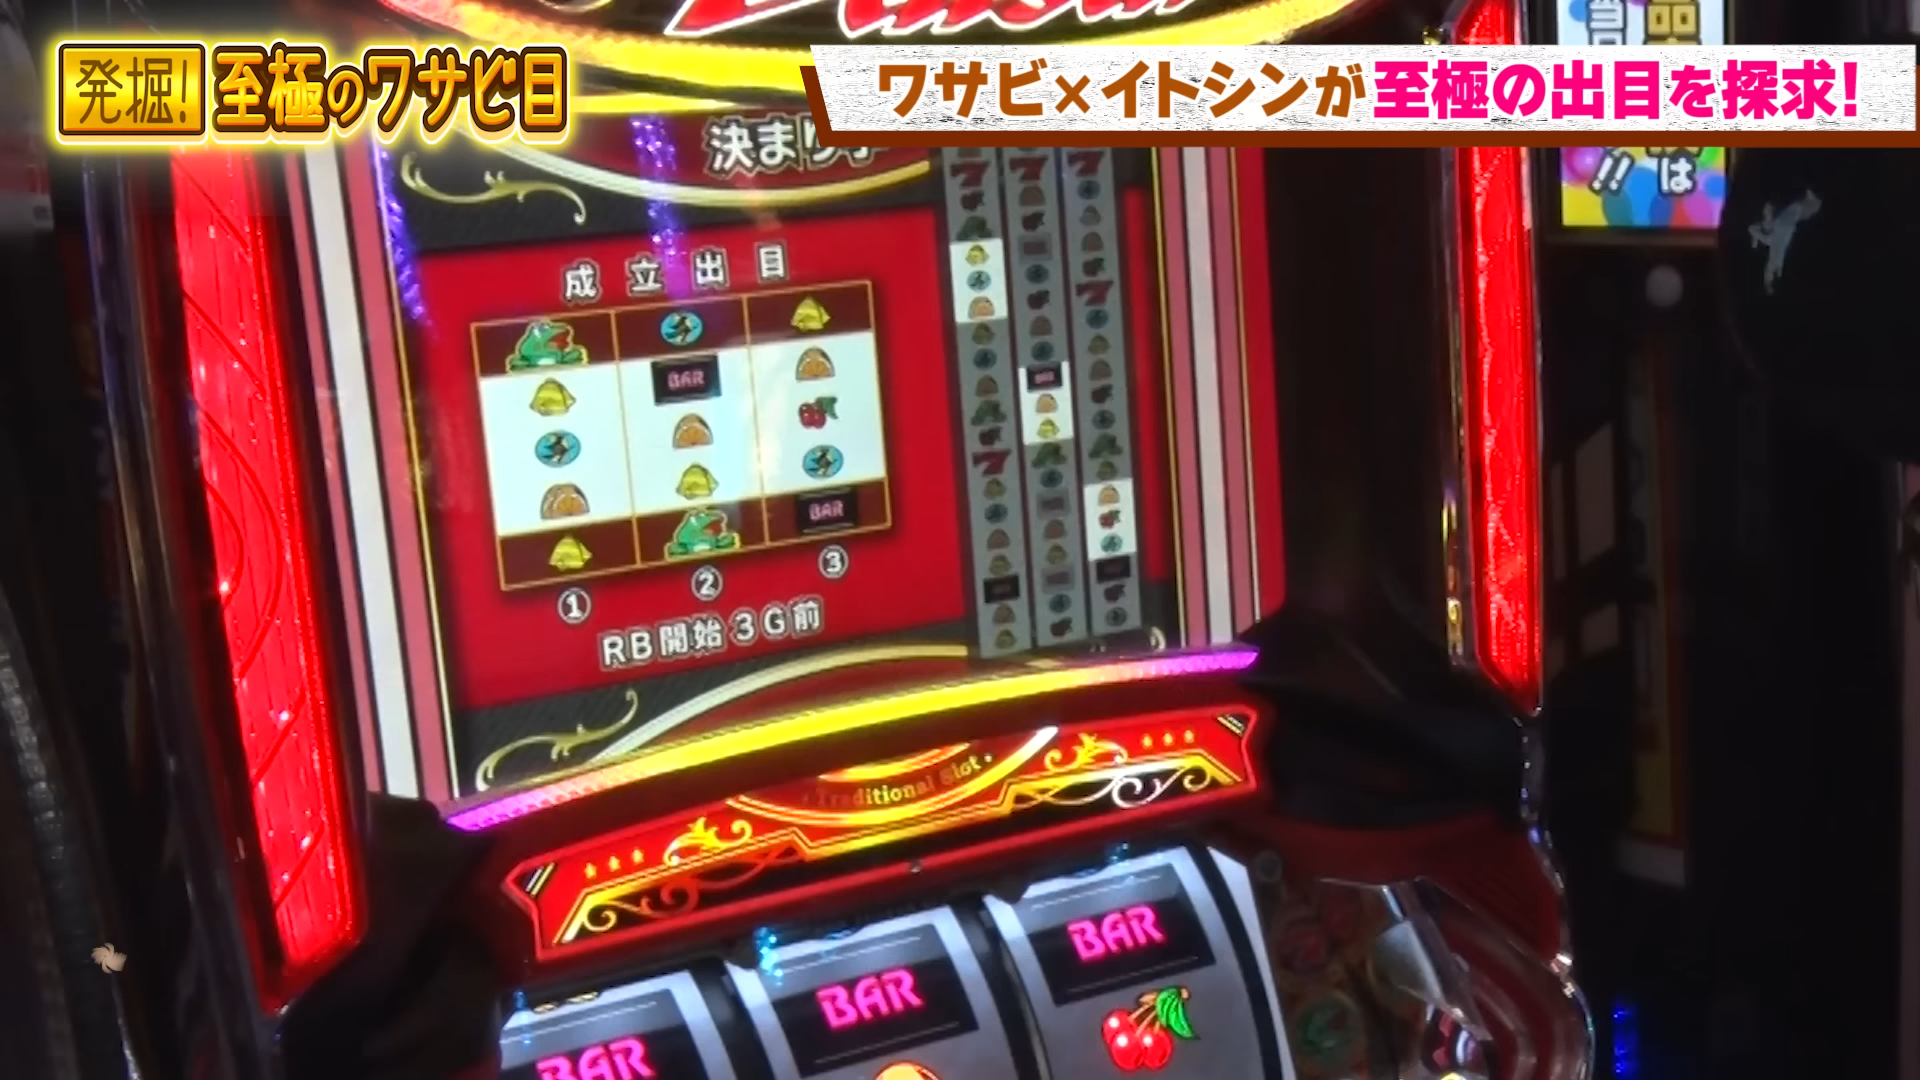 発掘! 至極のワサビ目
ワサビ×イトシンが至極の出目を探求!
決まり手
成立出目
BAR
BAR
① ② ③
RB開始3G前
Traditional Slot
BAR
BAR
BAR
は
!!